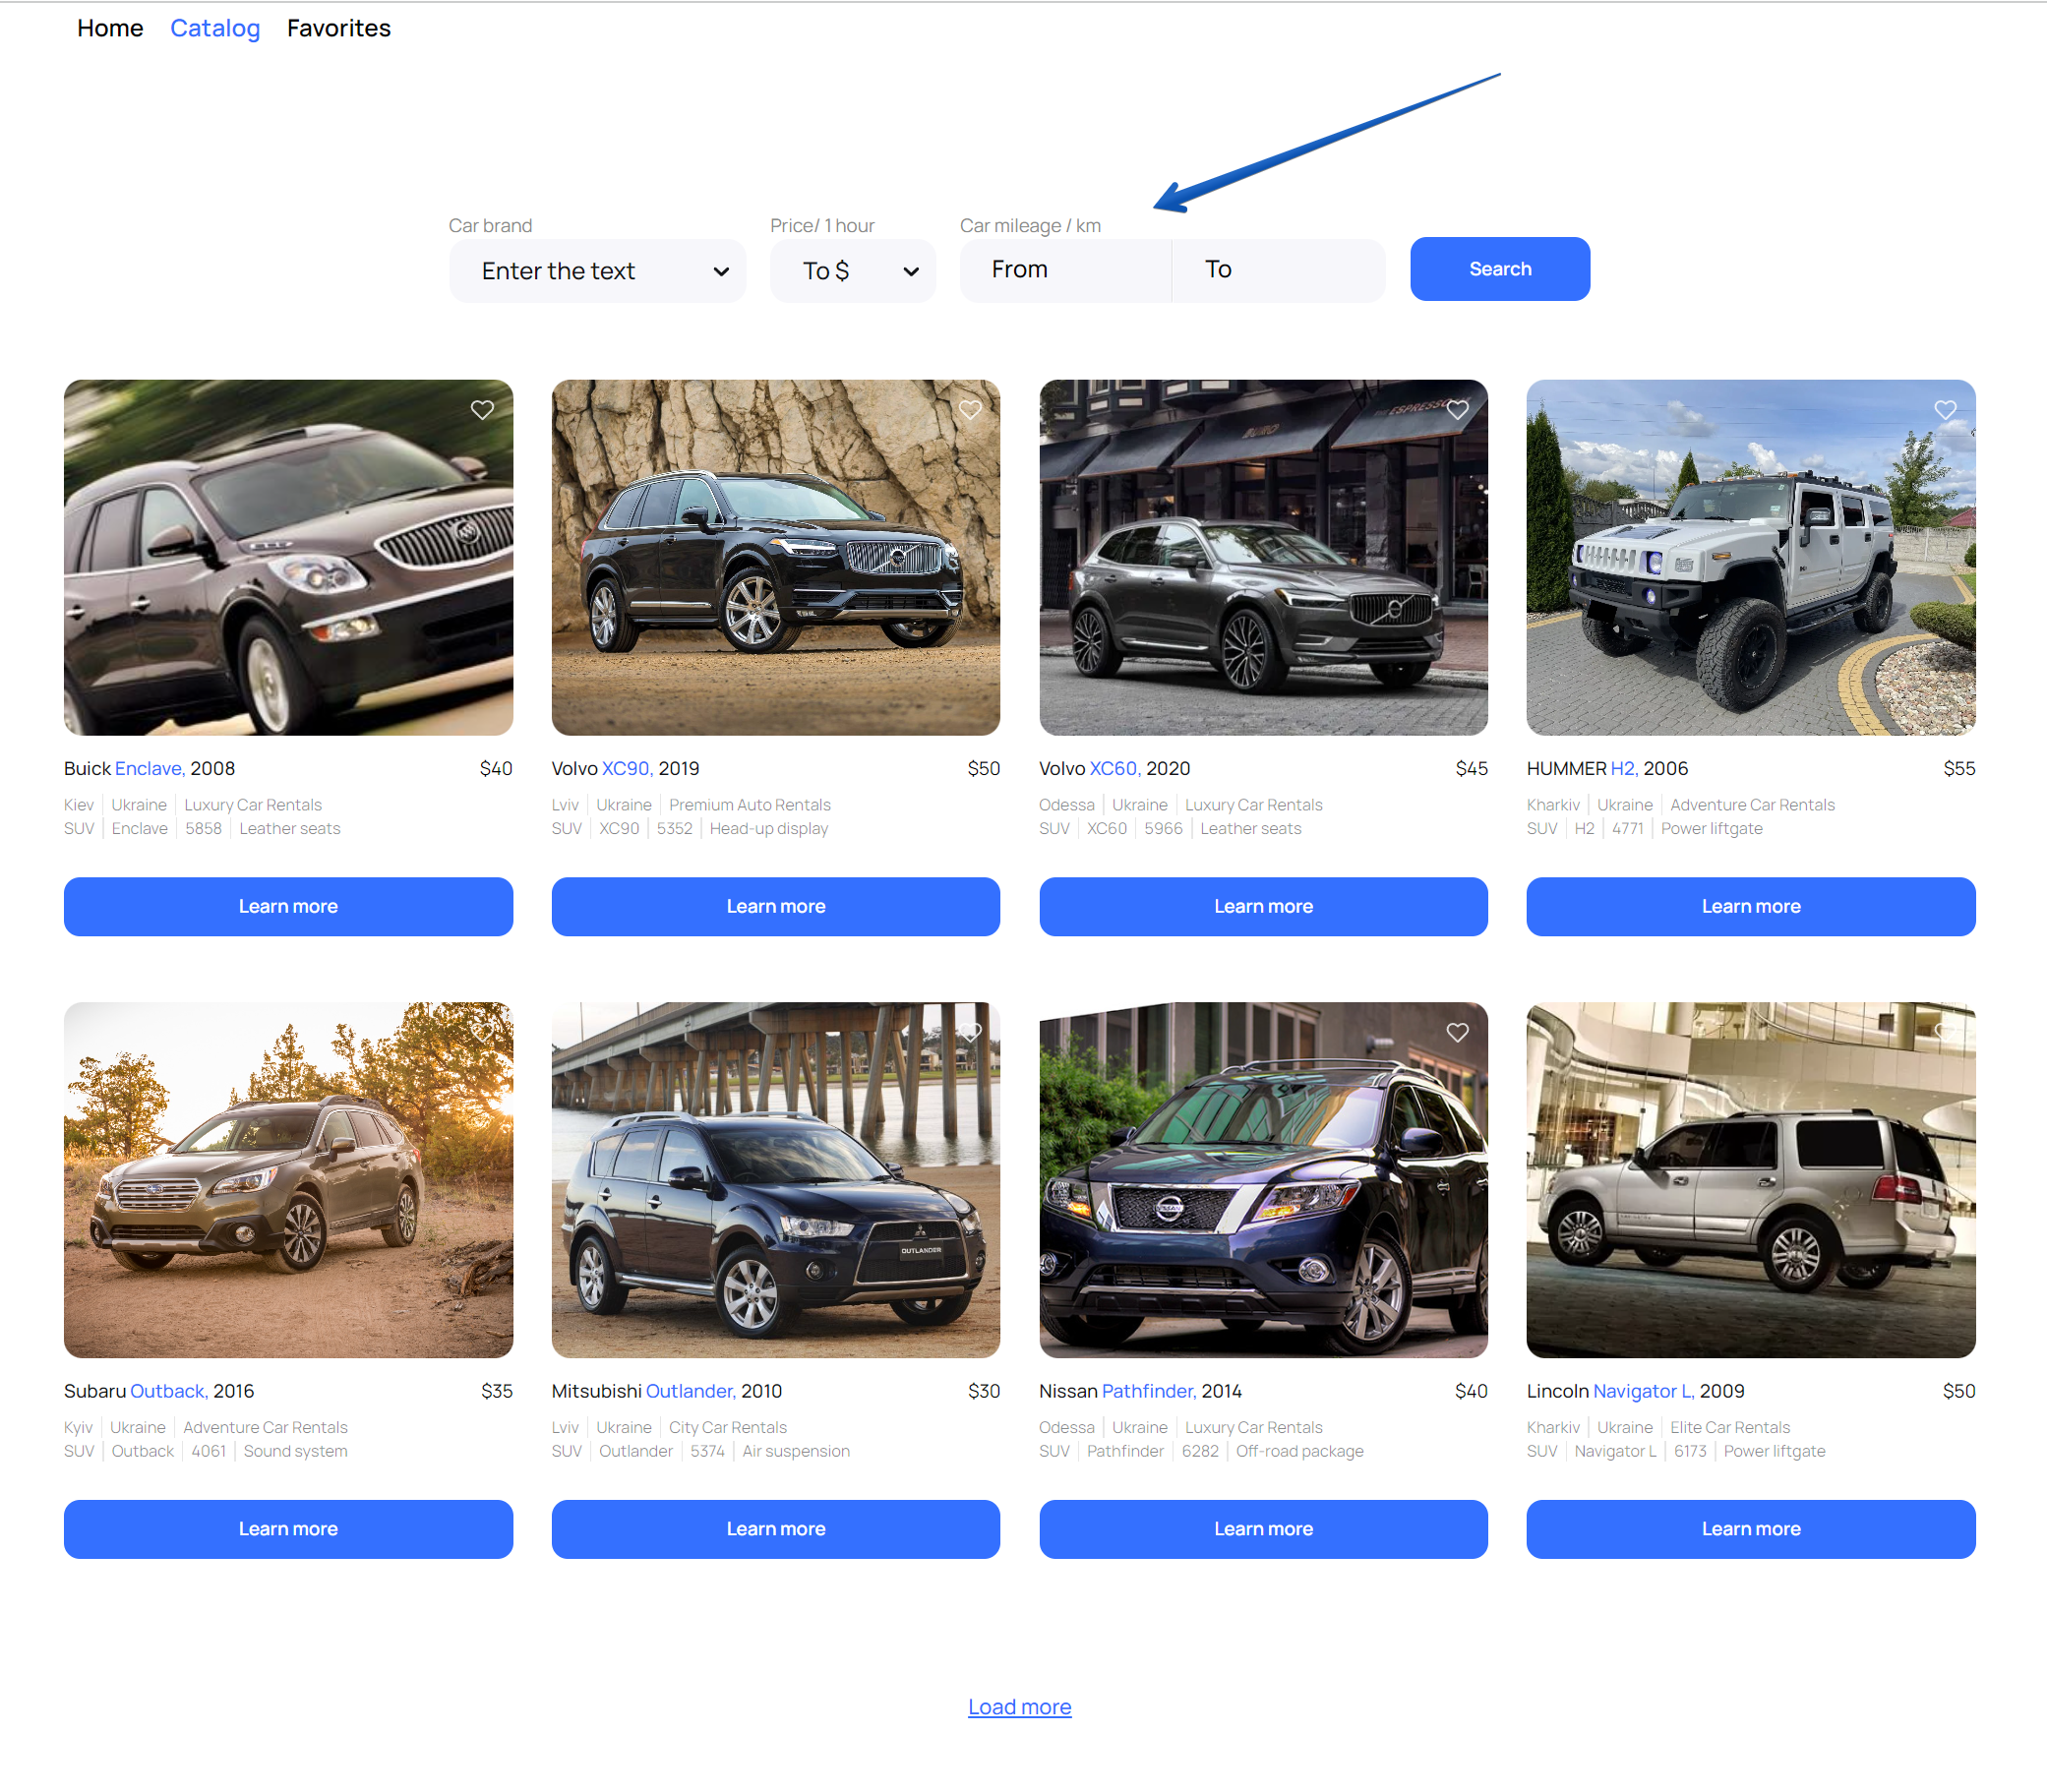 Home Catalog Favorites
Car brand Price/ 1 hour Car mileage / km
Enter the text To $ From To Search
Buick Enclave, 2008 $40
Kiev Ukraine Luxury Car Rentals
SUV Enclave 5858 Leather seats
Learn more
Volvo XC90, 2019 $50
Lviv Ukraine Premium Auto Rentals
SUV XC90 5352 Head-up display
Learn more
BURO
ESPRESSO
Volvo XC60, 2020 $45
Odessa Ukraine Luxury Car Rentals
SUV XC60 5966 Leather seats
Learn more
HUMMER H2, 2006 $55
Kharkiv Ukraine Adventure Car Rentals
SUV H2 4771 Power liftgate
Learn more
Subaru Outback, 2016 $35
Kyiv Ukraine Adventure Car Rentals
SUV Outback 4061 Sound system
Learn more
OUTLANDER
Mitsubishi Outlander, 2010 $30
Lviv Ukraine City Car Rentals
SUV Outlander 5374 Air suspension
Learn more
NISSAN
Nissan Pathfinder, 2014 $40
Odessa Ukraine Luxury Car Rentals
SUV Pathfinder 6282 Off-road package
Learn more
Lincoln Navigator L, 2009 $50
Kharkiv Ukraine Elite Car Rentals
SUV Navigator L 6173 Power liftgate
Learn more
Load more